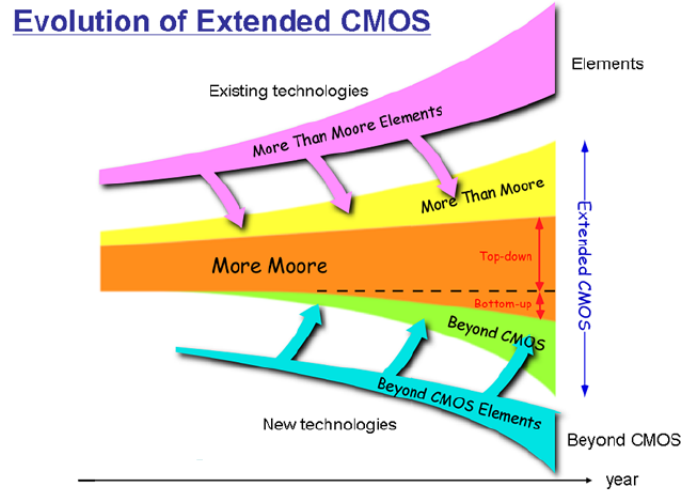 Evolution of Extended CMOS
Elements
Existing technologies
More Than Moore Elements
More Than Moore
Extended CMOS
More Moore
Top-down
Bottom-up
Beyond CMOS
Beyond CMOS Elements
New technologies
Beyond CMOS
year